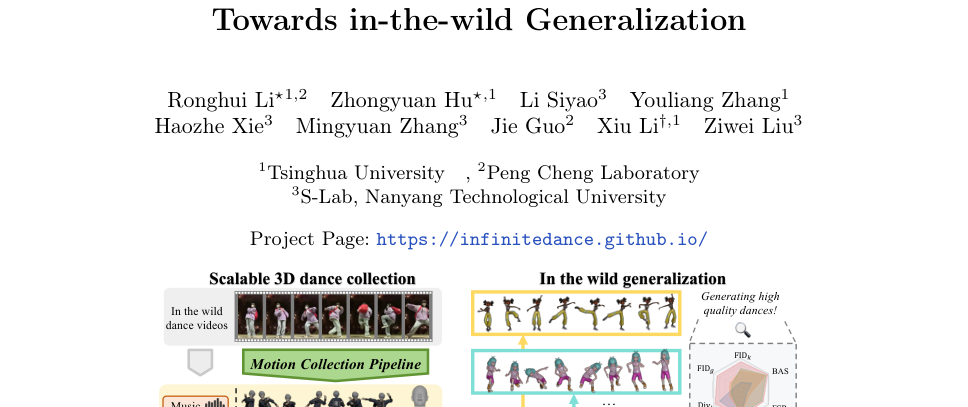 Towards in-the-wild Generalization
Ronghui Li⋆1,2 Zhongyuan Hu⋆,1 Li Siyao3 Youliang Zhang1
Haozhe Xie3 Mingyuan Zhang3 Jie Guo2 Xiu Li†,1 Ziwei Liu3
1Tsinghua University , 2Peng Cheng Laboratory
3S-Lab, Nanyang Technological University
Project Page: https://infinitedance.github.io/
Scalable 3D dance collection
In the wild
dance videos
Motion Collection Pipeline
Music
In the wild generalization
...
Generating high
quality dances!
FIDk
FIDg
BAS